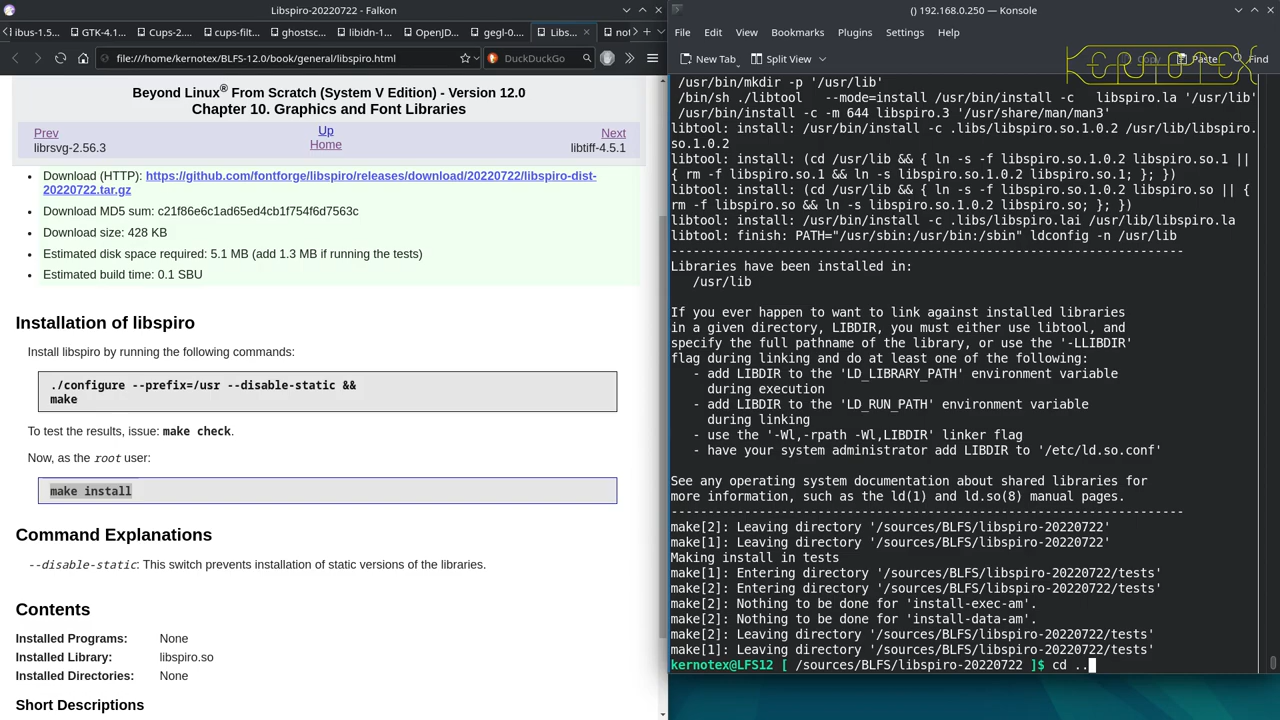 Libspiro-20220722 - Falkon
ibus-1.5... GTK-4.1... Cups-2.... cups-filt... ghostsc... libidn-1... OpenJD... gegl-0.... Libs... not
file:///home/kernotex/BLFS-12.0/book/general/libspiro.html DuckDuckGo
Beyond Linux® From Scratch (System V Edition) - Version 12.0
Chapter 10. Graphics and Font Libraries
Prev Up Next
librsvg-2.56.3 Home libtiff-4.5.1
Download (HTTP): https://github.com/fontforge/libspiro/releases/download/20220722/libspiro-dist-
20220722.tar.gz
Download MD5 sum: c21f86e6c1ad65ed4cb1f754f6d7563c
Download size: 428 KB
Estimated disk space required: 5.1 MB (add 1.3 MB if running the tests)
Estimated build time: 0.1 SBU
Installation of libspiro
Install libspiro by running the following commands:
./configure --prefix=/usr --disable-static &&
make
To test the results, issue: make check.
Now, as the root user:
make install
Command Explanations
--disable-static: This switch prevents installation of static versions of the libraries.
Contents
Installed Programs: None
Installed Library: libspiro.so
Installed Directories: None
Short Descriptions
() 192.168.0.250 — Konsole
File Edit View Bookmarks Plugins Settings Help
New Tab Split View Copy Paste Find
KERNOTEX
/usr/bin/mkdir -p '/usr/lib'
/bin/sh ./libtool --mode=install /usr/bin/install -c libspiro.la '/usr/lib'
/usr/bin/install -c -m 644 libspiro.3 '/usr/share/man/man3'
libtool: install: /usr/bin/install -c .libs/libspiro.so.1.0.2 /usr/lib/libspiro.
so.1.0.2
libtool: install: (cd /usr/lib && { ln -s -f libspiro.so.1.0.2 libspiro.so.1 ||
{ rm -f libspiro.so.1 && ln -s libspiro.so.1.0.2 libspiro.so.1; }; })
libtool: install: (cd /usr/lib && { ln -s -f libspiro.so.1.0.2 libspiro.so || {
rm -f libspiro.so && ln -s libspiro.so.1.0.2 libspiro.so; }; })
libtool: install: /usr/bin/install -c .libs/libspiro.lai /usr/lib/libspiro.la
libtool: finish: PATH="/usr/sbin:/usr/bin:/sbin" ldconfig -n /usr/lib
----------------------------------------------------------------------
Libraries have been installed in:
/usr/lib
If you ever happen to want to link against installed libraries
in a given directory, LIBDIR, you must either use libtool, and
specify the full pathname of the library, or use the '-LLIBDIR'
flag during linking and do at least one of the following:
- add LIBDIR to the 'LD_LIBRARY_PATH' environment variable
during execution
- add LIBDIR to the 'LD_RUN_PATH' environment variable
during linking
- use the '-Wl,-rpath -Wl,LIBDIR' linker flag
- have your system administrator add LIBDIR to '/etc/ld.so.conf'
See any operating system documentation about shared libraries for
more information, such as the ld(1) and ld.so(8) manual pages.
----------------------------------------------------------------------
make[2]: Leaving directory '/sources/BLFS/libspiro-20220722'
make[1]: Leaving directory '/sources/BLFS/libspiro-20220722'
Making install in tests
make[1]: Entering directory '/sources/BLFS/libspiro-20220722/tests'
make[2]: Entering directory '/sources/BLFS/libspiro-20220722/tests'
make[2]: Nothing to be done for 'install-exec-am'.
make[2]: Nothing to be done for 'install-data-am'.
make[2]: Leaving directory '/sources/BLFS/libspiro-20220722/tests'
make[1]: Leaving directory '/sources/BLFS/libspiro-20220722/tests'
kernotex@LFS12 [ /sources/BLFS/libspiro-20220722 ]$ cd ..